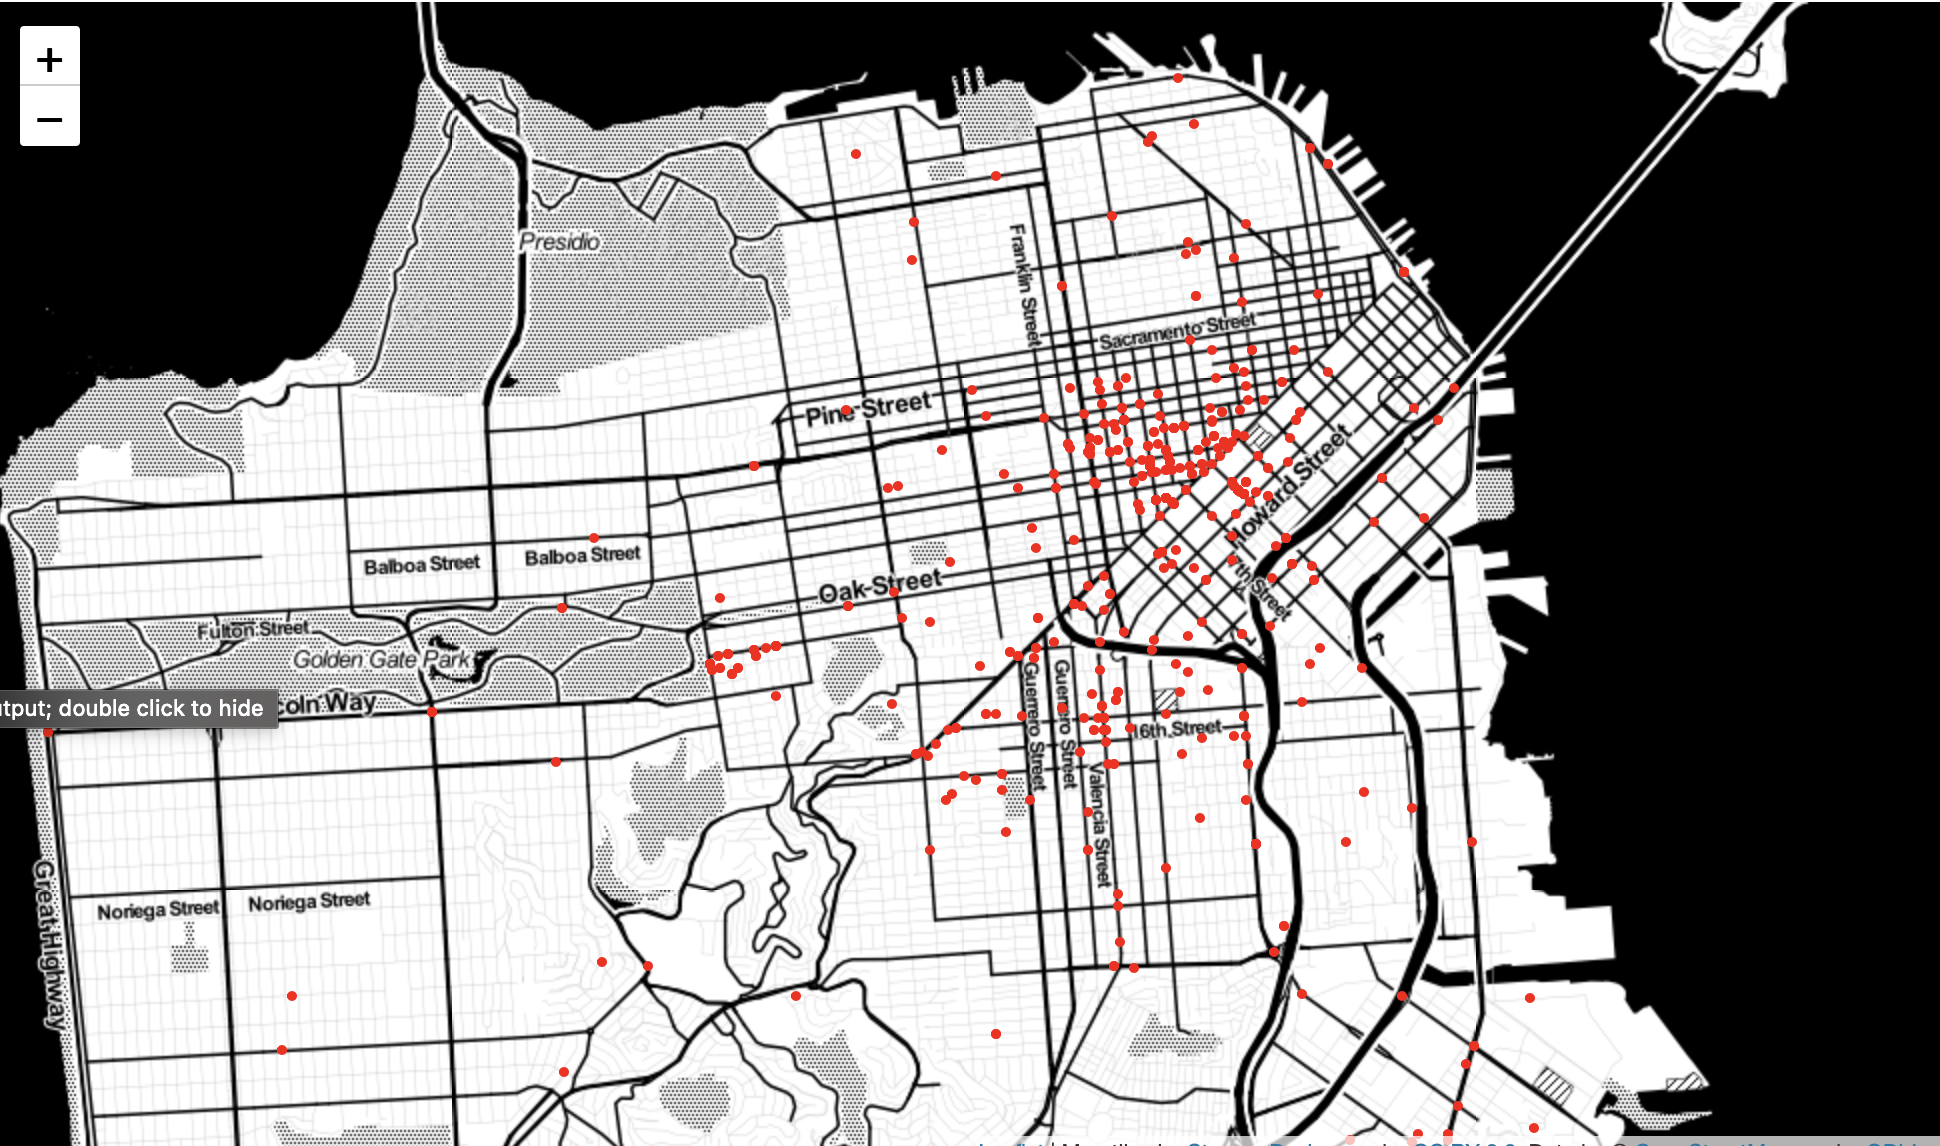 +
−
Presidio
Franklin Street
Sacramento Street
Pine Street
Howard Street
Balboa Street
Balboa Street
Oak Street
7th Street
Fulton Street
Golden Gate Park
coln Way
utput; double click to hide
Guerrero Street
Guerrero Street
16th Street
Valencia Street
Great Highway
Noriega Street
Noriega Street